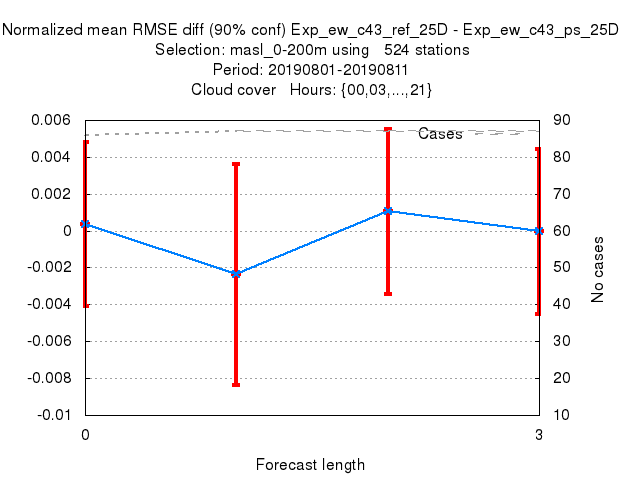 Normalized mean RMSE diff (90% conf) Exp_ew_c43_ref_25D - Exp_ew_c43_ps_25D
Selection: masl_0-200m using   524 stations
Period: 20190801-20190811
Cloud cover   Hours: {00,03,...,21}
0.006
0.004
0.002
0
-0.002
-0.004
-0.006
-0.008
-0.01
Cases
90
80
70
60
50
40
30
20
10
No cases
0
3
Forecast length